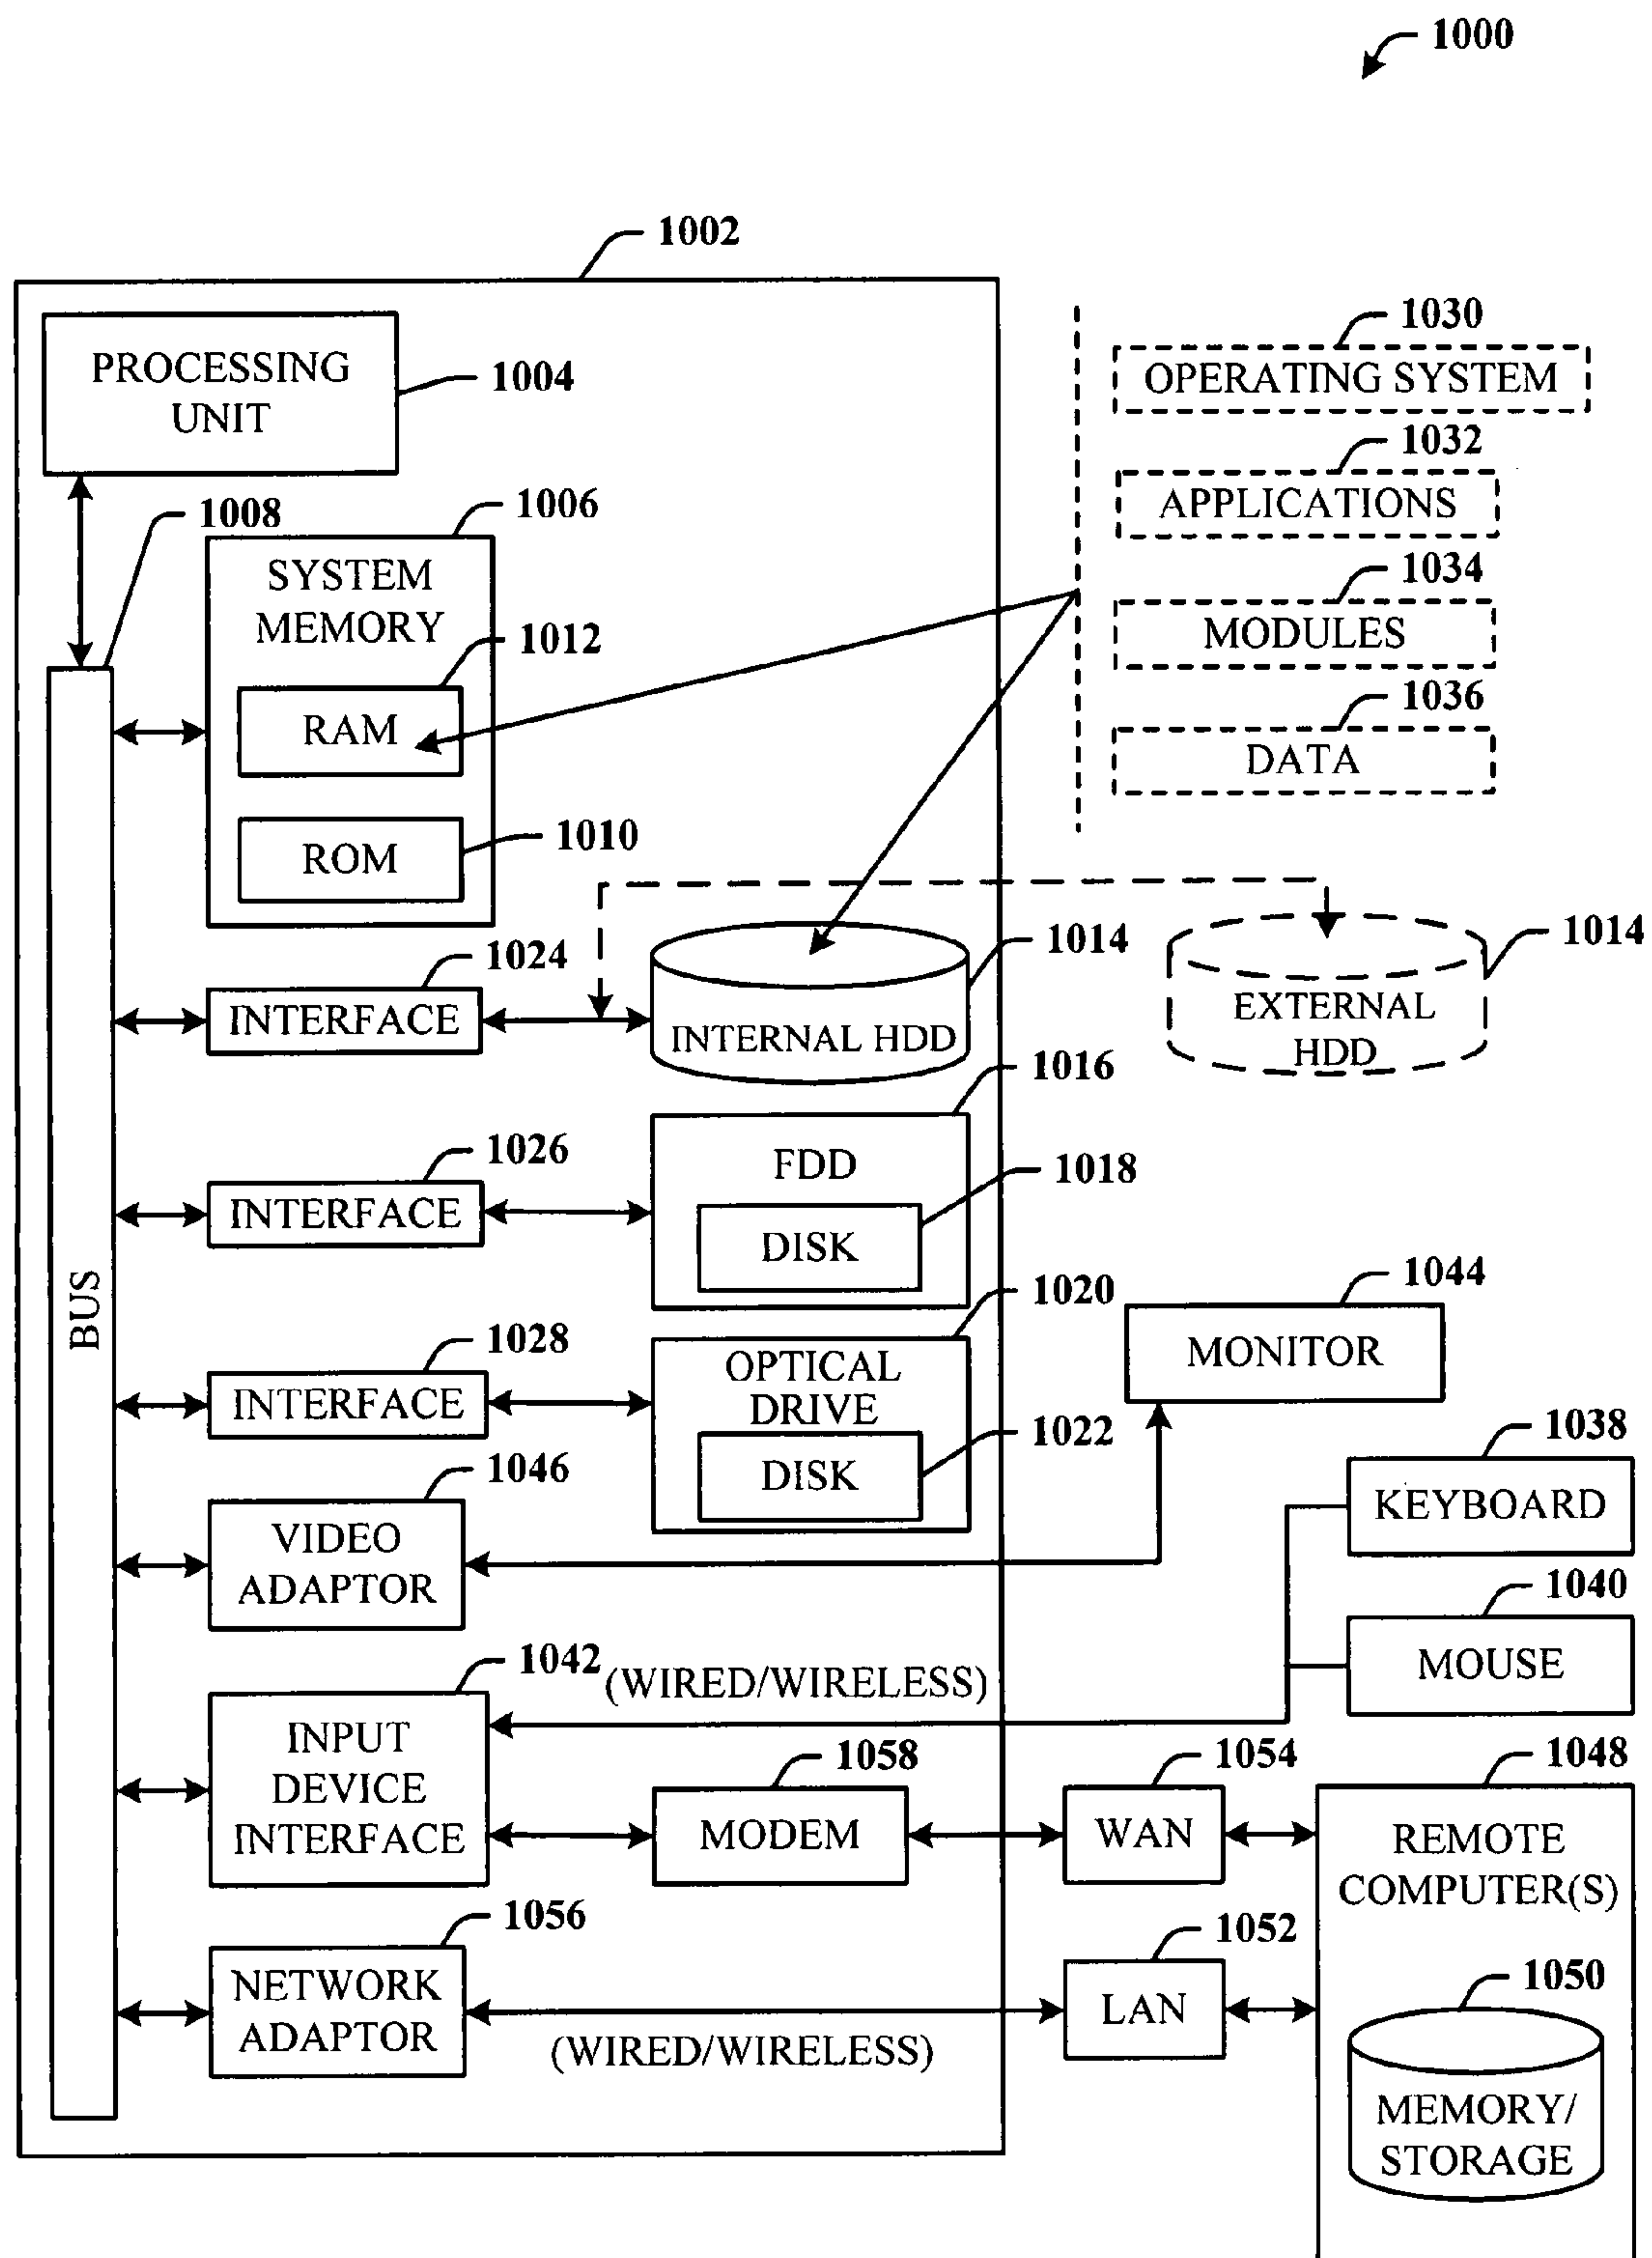 1000
1002
PROCESSING
UNIT
1004
1030
OPERATING SYSTEM
1032
APPLICATIONS
1034
MODULES
1036
DATA
1008
1006
SYSTEM
MEMORY
1012
RAM
1010
ROM
1024
INTERFACE
1014
INTERNAL HDD
1014
EXTERNAL
HDD
1016
FDD
1018
DISK
1026
INTERFACE
BUS
1020
OPTICAL
DRIVE
1022
DISK
1028
INTERFACE
1044
MONITOR
1046
VIDEO
ADAPTOR
1038
KEYBOARD
1040
MOUSE
1042
(WIRED/WIRELESS)
INPUT
DEVICE
INTERFACE
1058
MODEM
1054
WAN
1048
REMOTE
COMPUTER(S)
1056
NETWORK
ADAPTOR
(WIRED/WIRELESS)
1052
LAN
1050
MEMORY/
STORAGE